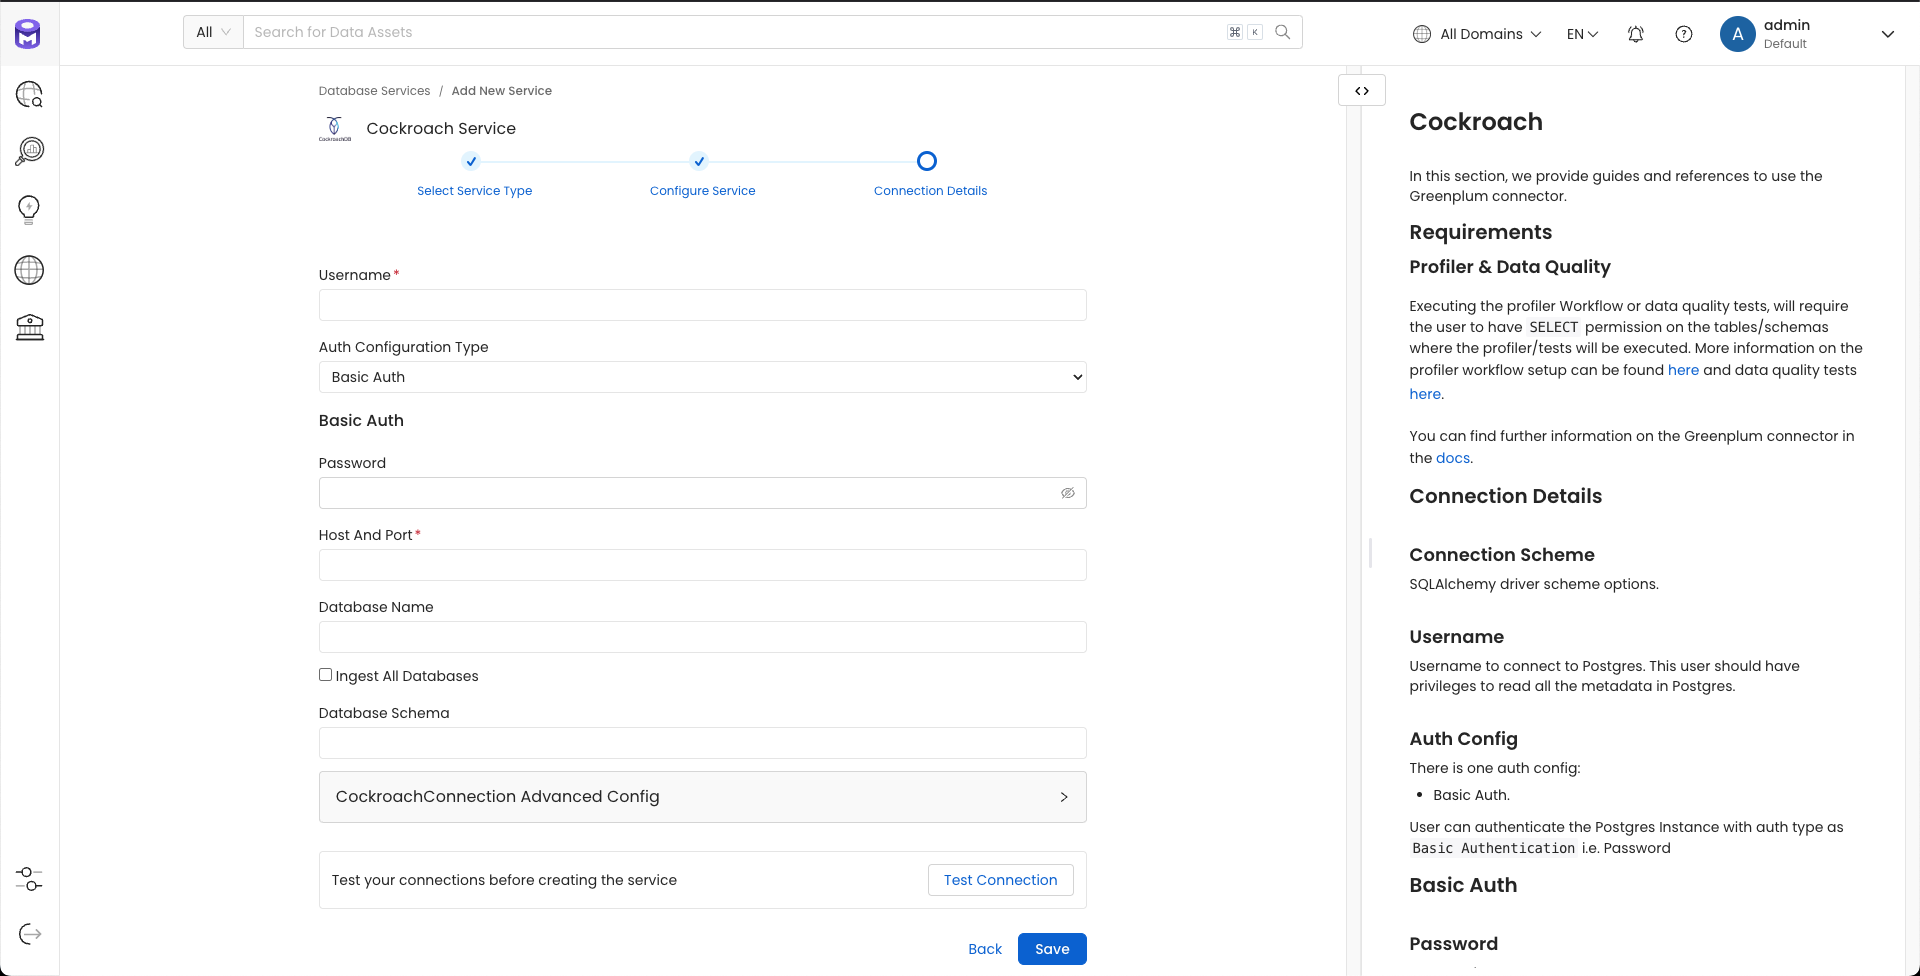 All
Search for Data Assets
⌘ K
All Domains
EN
A
admin
Default
Database Services / Add New Service
CockroachDB
Cockroach Service
Select Service Type
Configure Service
Connection Details
Username*
Auth Configuration Type
Basic Auth
Basic Auth
Password
Host And Port*
Database Name
Ingest All Databases
Database Schema
CockroachConnection Advanced Config
Test your connections before creating the service
Test Connection
Back
Save
Cockroach
In this section, we provide guides and references to use the
Greenplum connector.
Requirements
Profiler & Data Quality
Executing the profiler Workflow or data quality tests, will require
the user to have SELECT permission on the tables/schemas
where the profiler/tests will be executed. More information on the
profiler workflow setup can be found here and data quality tests
here.
You can find further information on the Greenplum connector in
the docs.
Connection Details
Connection Scheme
SQLAlchemy driver scheme options.
Username
Username to connect to Postgres. This user should have
privileges to read all the metadata in Postgres.
Auth Config
There is one auth config:
• Basic Auth.
User can authenticate the Postgres Instance with auth type as
Basic Authentication i.e. Password
Basic Auth
Password